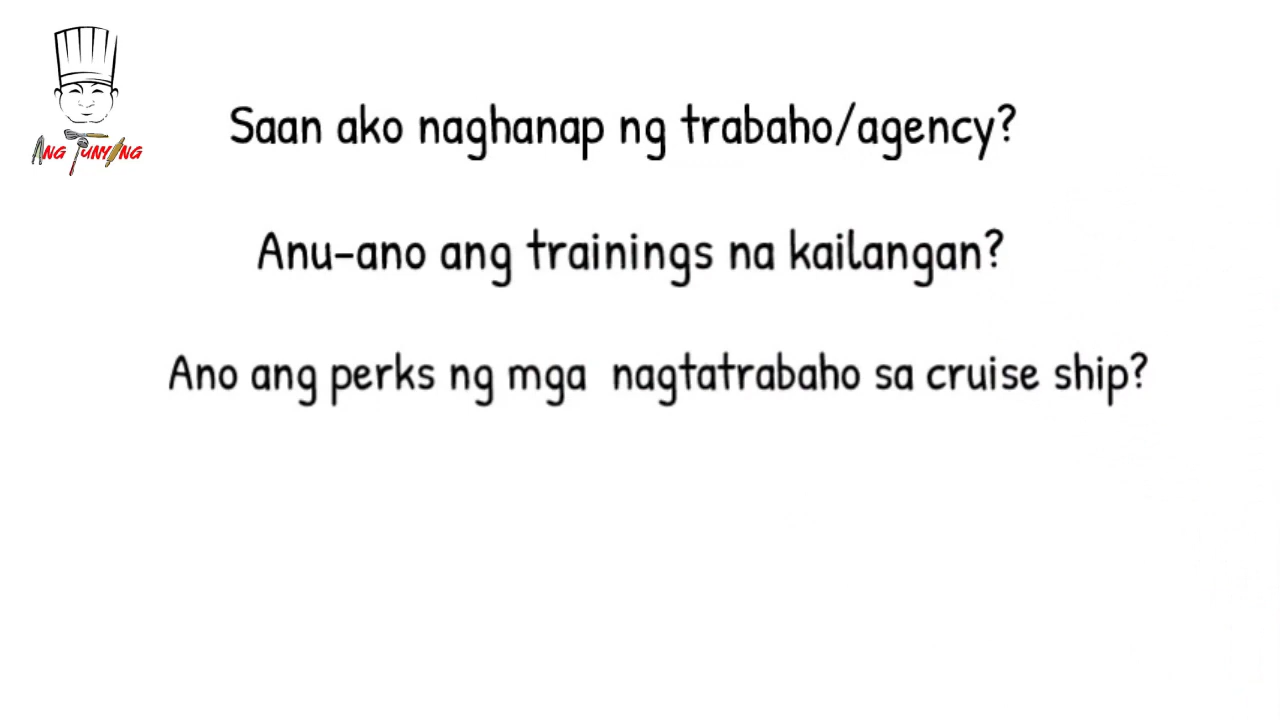 ANG TUNYING
Saan ako naghanap ng trabaho/agency?
Anu-ano ang trainings na kailangan?
Ano ang perks ng mga nagtatrabaho sa cruise ship?